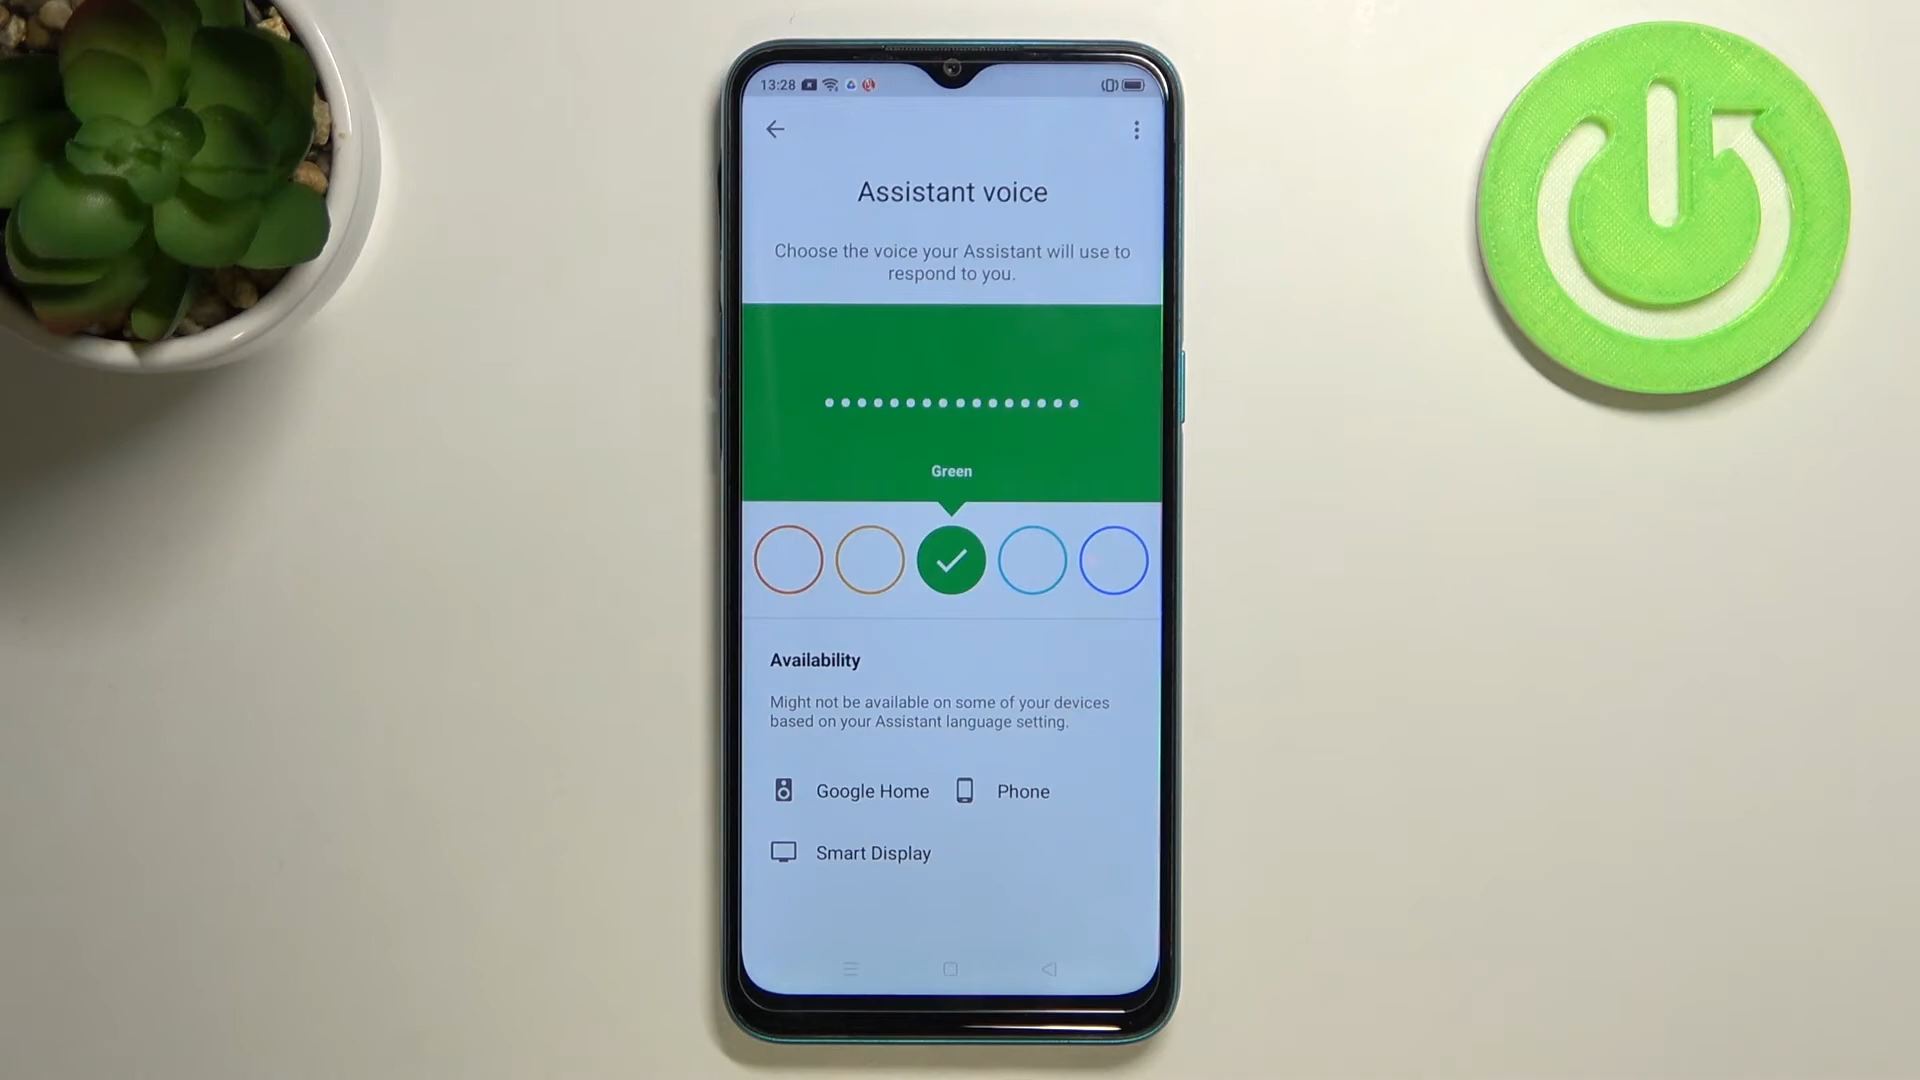 13:28
Assistant voice
Choose the voice your Assistant will use to
respond to you.
Green
Availability
Might not be available on some of your devices
based on your Assistant language setting.
Google Home
Phone
Smart Display